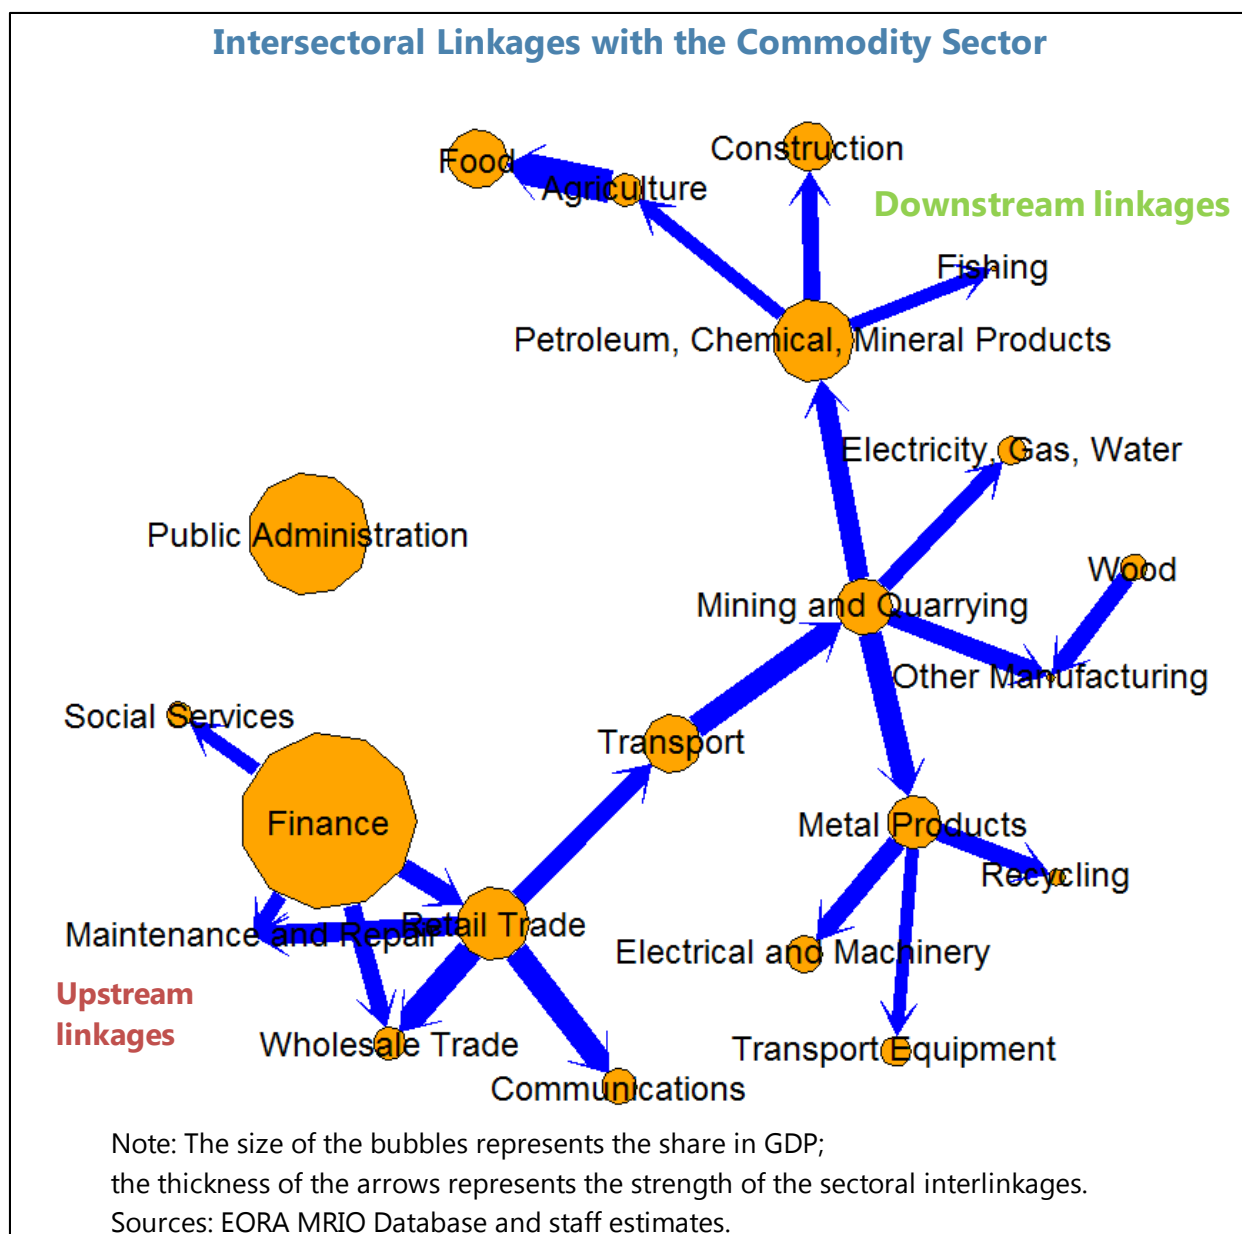 Intersectoral Linkages with the Commodity Sector
Food
Construction
Agriculture
Downstream linkages
Fishing
Petroleum, Chemical, Mineral Products
Electricity, Gas, Water
Public Administration
Wood
Mining and Quarrying
Other Manufacturing
Social Services
Transport
Finance
Metal Products
Recycling
Retail Trade
Maintenance and Repair
Electrical and Machinery
Upstream
linkages
Wholesale Trade
Transport Equipment
Communications
Note: The size of the bubbles represents the share in GDP;
the thickness of the arrows represents the strength of the sectoral interlinkages.
Sources: EORA MRIO Database and staff estimates.